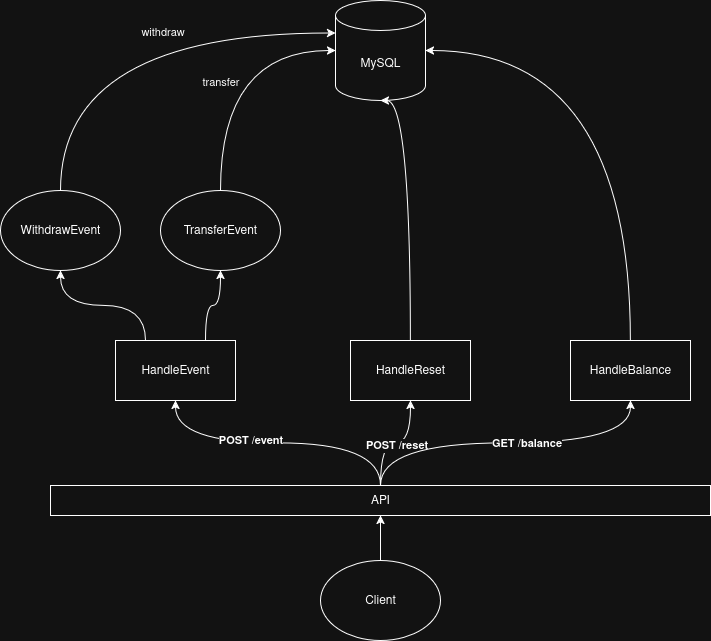 withdraw
MySQL
transfer
WithdrawEvent
TransferEvent
HandleEvent
HandleReset
HandleBalance
POST /event
POST /reset
GET /balance
API
Client